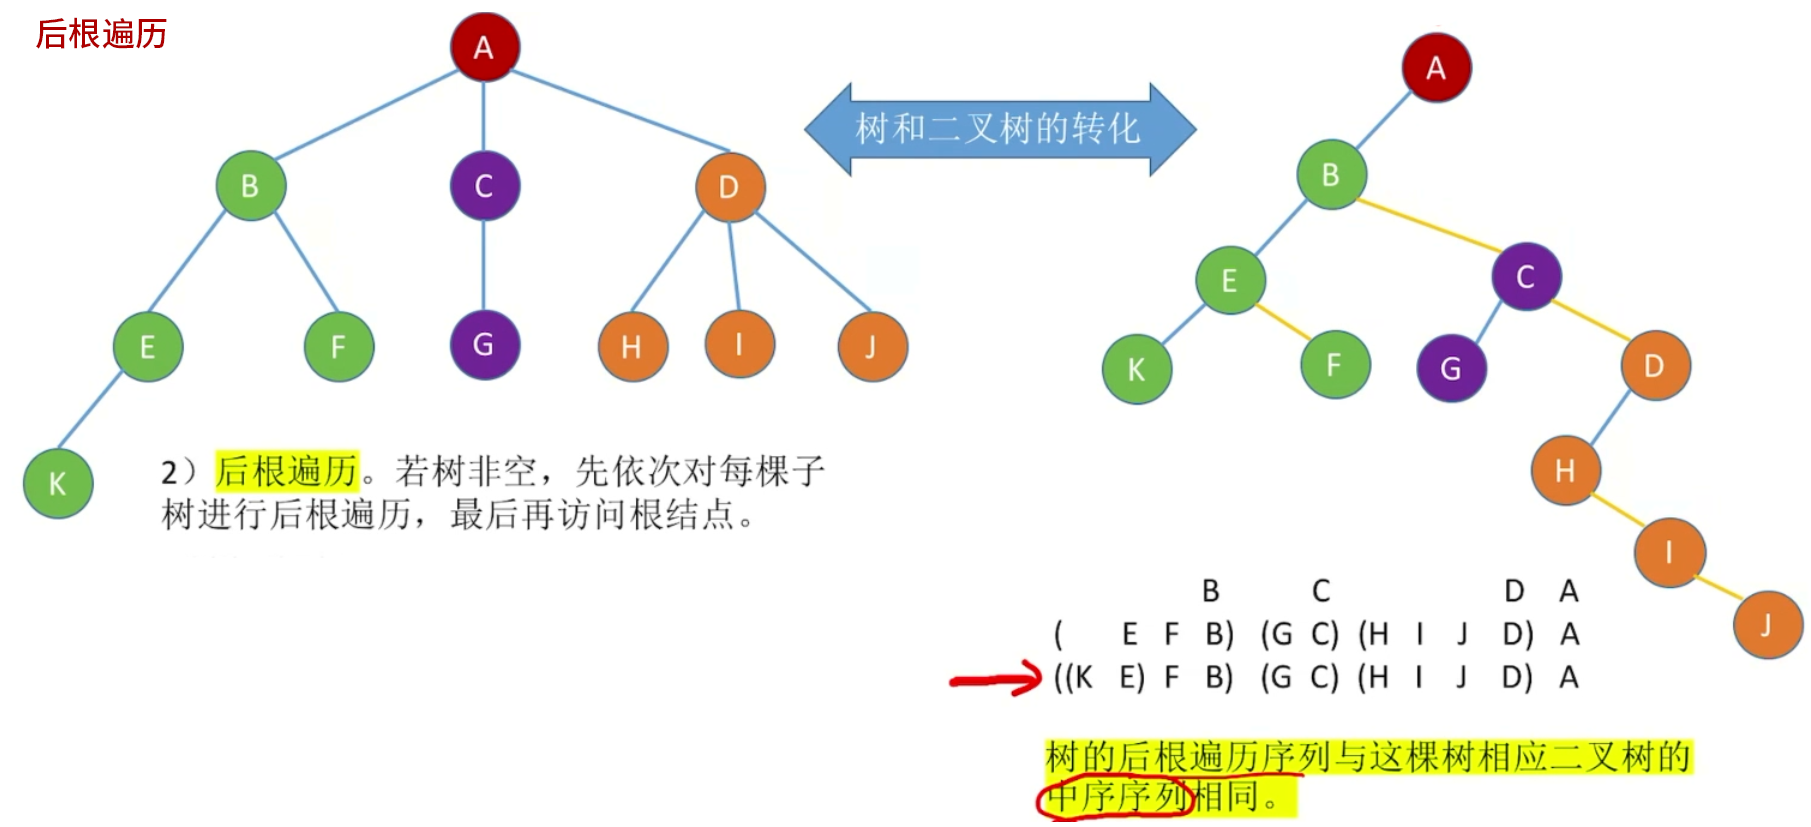 后根遍历
A
B
C
D
E
F
G
H
I
J
K
2）后根遍历。若树非空，先依次对每棵子
树进行后根遍历，最后再访问根结点。
树和二叉树的转化
A
B
E
C
K
F
G
D
H
I
J
B C D A
( E F B) (G C) (H I J D) A
((K E) F B) (G C) (H I J D) A
树的后根遍历序列与这棵树相应二叉树的
中序序列相同。